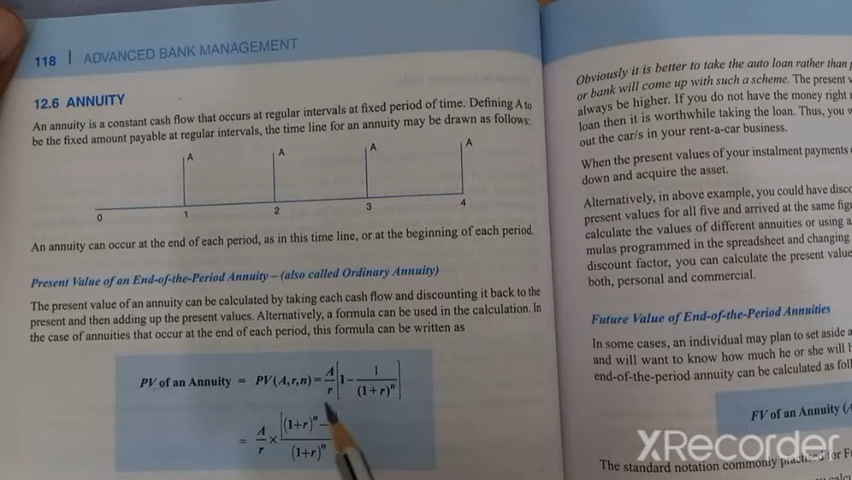 118 | ADVANCED BANK MANAGEMENT
12.6 ANNUITY
An annuity is a constant cash flow that occurs at regular intervals at fixed period of time. Defining A to
be the fixed amount payable at regular intervals, the time line for an annuity may be drawn as follows:
A A A A
0 1 2 3 4
An annuity can occur at the end of each period, as in this time line, or at the beginning of each period.
Present Value of an End-of-the-Period Annuity – (also called Ordinary Annuity)
The present value of an annuity can be calculated by taking each cash flow and discounting it back to the
present and then adding up the present values. Alternatively, a formula can be used in the calculation. In
the case of annuities that occur at the end of each period, this formula can be written as
PV of an Annuity = PV(A,r,n) = A/r [1 – 1/(1+r)^n]
= A/r × [(1+r)^n – / (1+r)^n
Obviously it is better to take the auto loan rather than
or bank will come up with such a scheme. The present
always be higher. If you do not have the money right
loan then it is worthwhile taking the loan. Thus, you
out the car/s in your rent-a-car business.
When the present values of your instalment payments
down and acquire the asset.
Alternatively, in above example, you could have
present values for all five and arrived at the same
calculate the values of different annuities or using a
mulas programmed in the spreadsheet and changing
discount factor, you can calculate the present value
both, personal and commercial.
Future Value of End-of-the-Period Annuities
In some cases, an individual may plan to set aside a
and will want to know how much he or she will
end-of-the-period annuity can be calculated as
FV of an Annuity (A
The standard notation commonly for
XRecorder